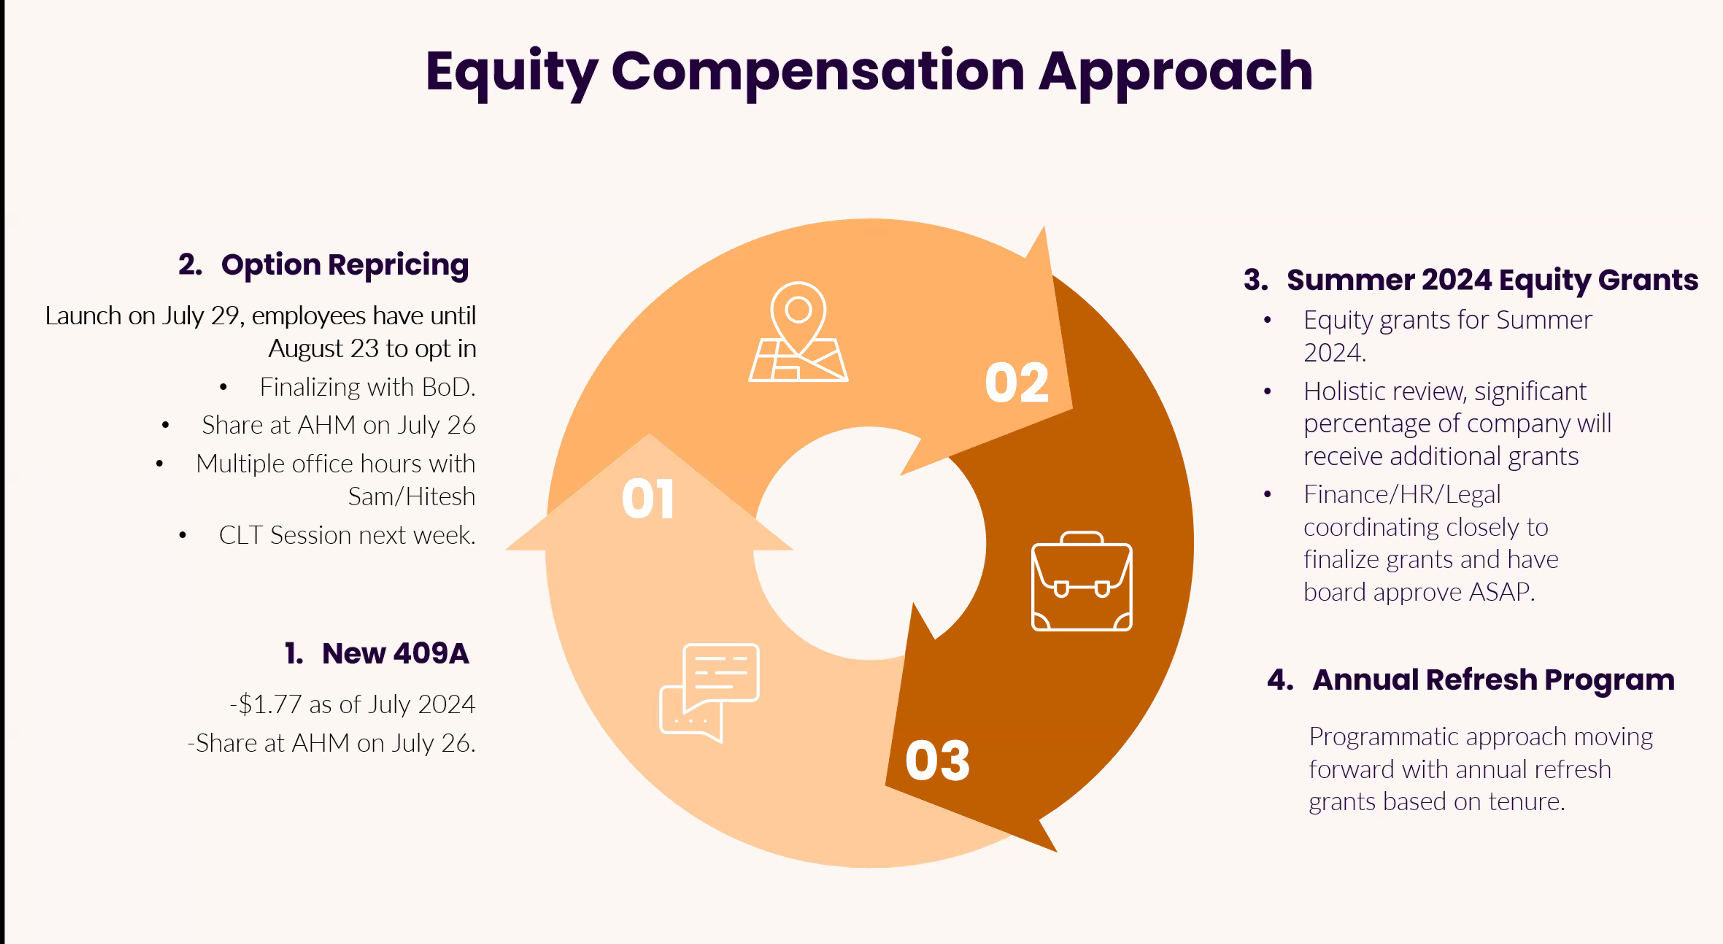 Equity Compensation Approach
2. Option Repricing
Launch on July 29, employees have until
August 23 to opt in
• Finalizing with BoD.
• Share at AHM on July 26
• Multiple office hours with
Sam/Hitesh
• CLT Session next week.
1. New 409A
-$1.77 as of July 2024
-Share at AHM on July 26.
01
02
03
3. Summer 2024 Equity Grants
• Equity grants for Summer
2024.
• Holistic review, significant
percentage of company will
receive additional grants
• Finance/HR/Legal
coordinating closely to
finalize grants and have
board approve ASAP.
4. Annual Refresh Program
Programmatic approach moving
forward with annual refresh
grants based on tenure.